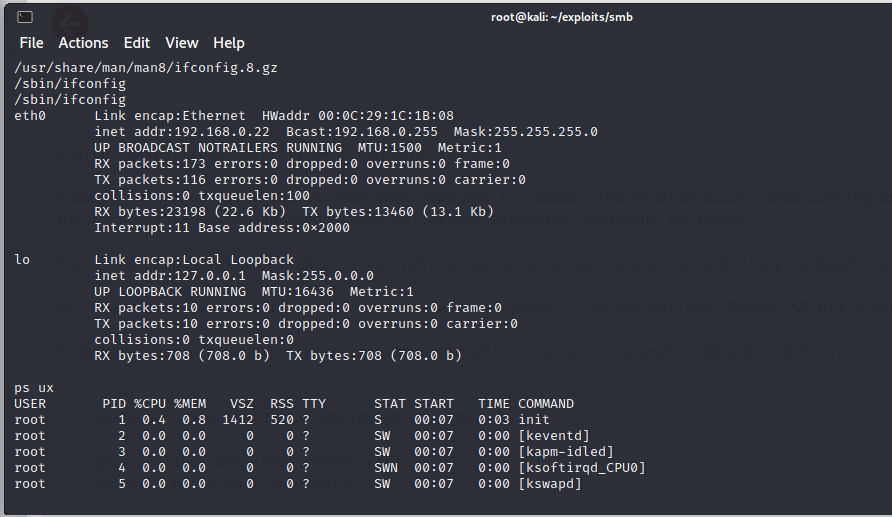 root@kali: ~/exploits/smb
File Actions Edit View Help
/usr/share/man/man8/ifconfig.8.gz
/sbin/ifconfig
/sbin/ifconfig
eth0      Link encap:Ethernet  HWaddr 00:0C:29:1C:1B:08
          inet addr:192.168.0.22  Bcast:192.168.0.255  Mask:255.255.255.0
          UP BROADCAST NOTRAILERS RUNNING  MTU:1500  Metric:1
          RX packets:173 errors:0 dropped:0 overruns:0 frame:0
          TX packets:116 errors:0 dropped:0 overruns:0 carrier:0
          collisions:0 txqueuelen:100
          RX bytes:23198 (22.6 Kb)  TX bytes:13460 (13.1 Kb)
          Interrupt:11 Base address:0×2000
lo        Link encap:Local Loopback
          inet addr:127.0.0.1  Mask:255.0.0.0
          UP LOOPBACK RUNNING  MTU:16436  Metric:1
          RX packets:10 errors:0 dropped:0 overruns:0 frame:0
          TX packets:10 errors:0 dropped:0 overruns:0 carrier:0
          collisions:0 txqueuelen:0
          RX bytes:708 (708.0 b)  TX bytes:708 (708.0 b)
ps ux
USER       PID %CPU %MEM   VSZ  RSS TTY      STAT START   TIME COMMAND
root         1  0.4  0.8  1412  520 ?        S    00:07   0:03 init
root         2  0.0  0.0     0    0 ?        SW   00:07   0:00 [keventd]
root         3  0.0  0.0     0    0 ?        SW   00:07   0:00 [kapm-idled]
root         4  0.0  0.0     0    0 ?        SWN  00:07   0:00 [ksoftirqd_CPU0]
root         5  0.0  0.0     0    0 ?        SW   00:07   0:00 [kswapd]